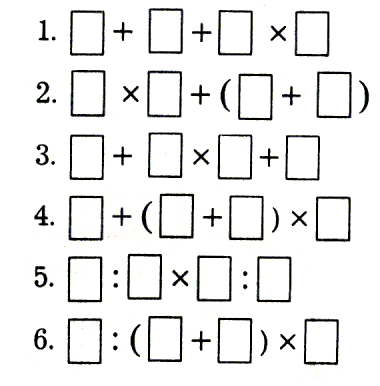 1. □ + □ + □ × □
2. □ × □ + (□ + □)
3. □ + □ × □ + □
4. □ + (□ + □) × □
5. □ : □ × □ : □
6. □ : (□ + □) × □